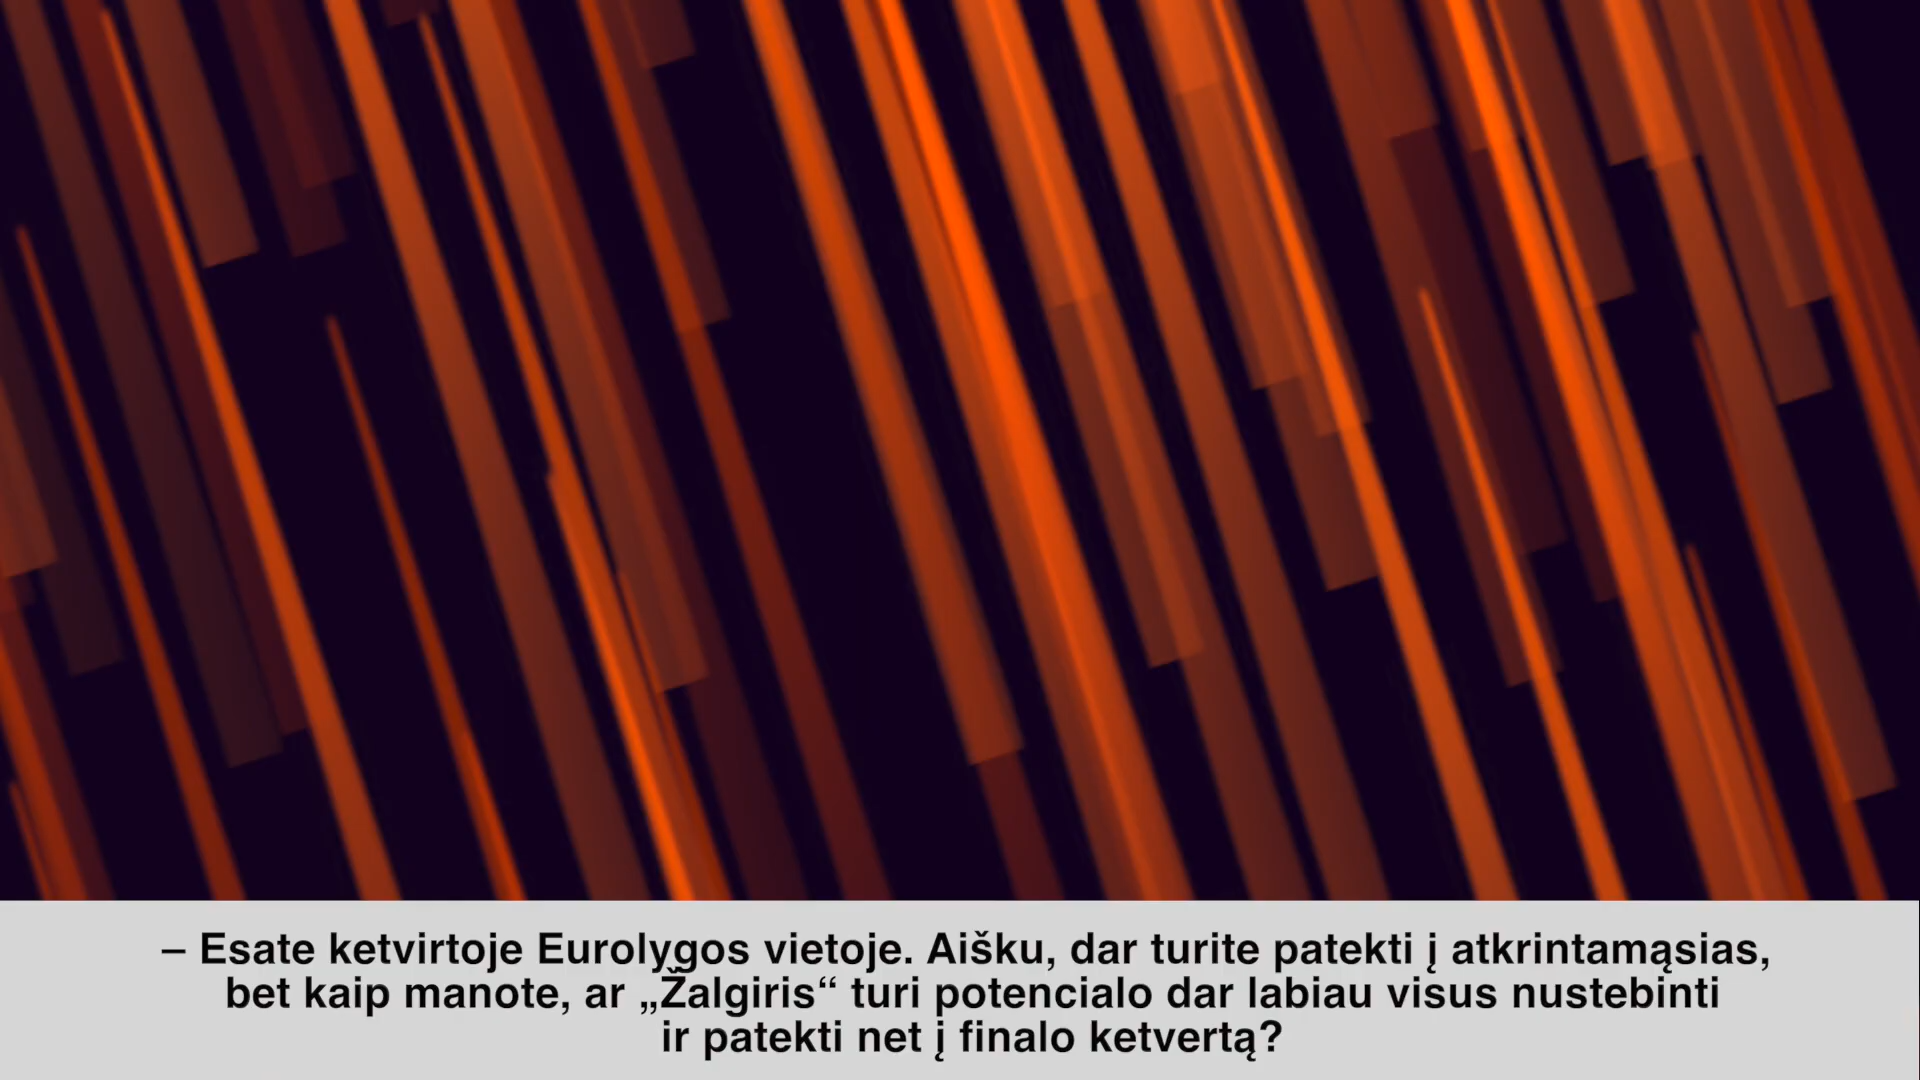 – Esate ketvirtoje Eurolygos vietoje. Aišku, dar turite patekti į atkrintamąsias,
bet kaip manote, ar „Žalgiris“ turi potencialo dar labiau visus nustebinti
ir patekti net į finalo ketvertą?